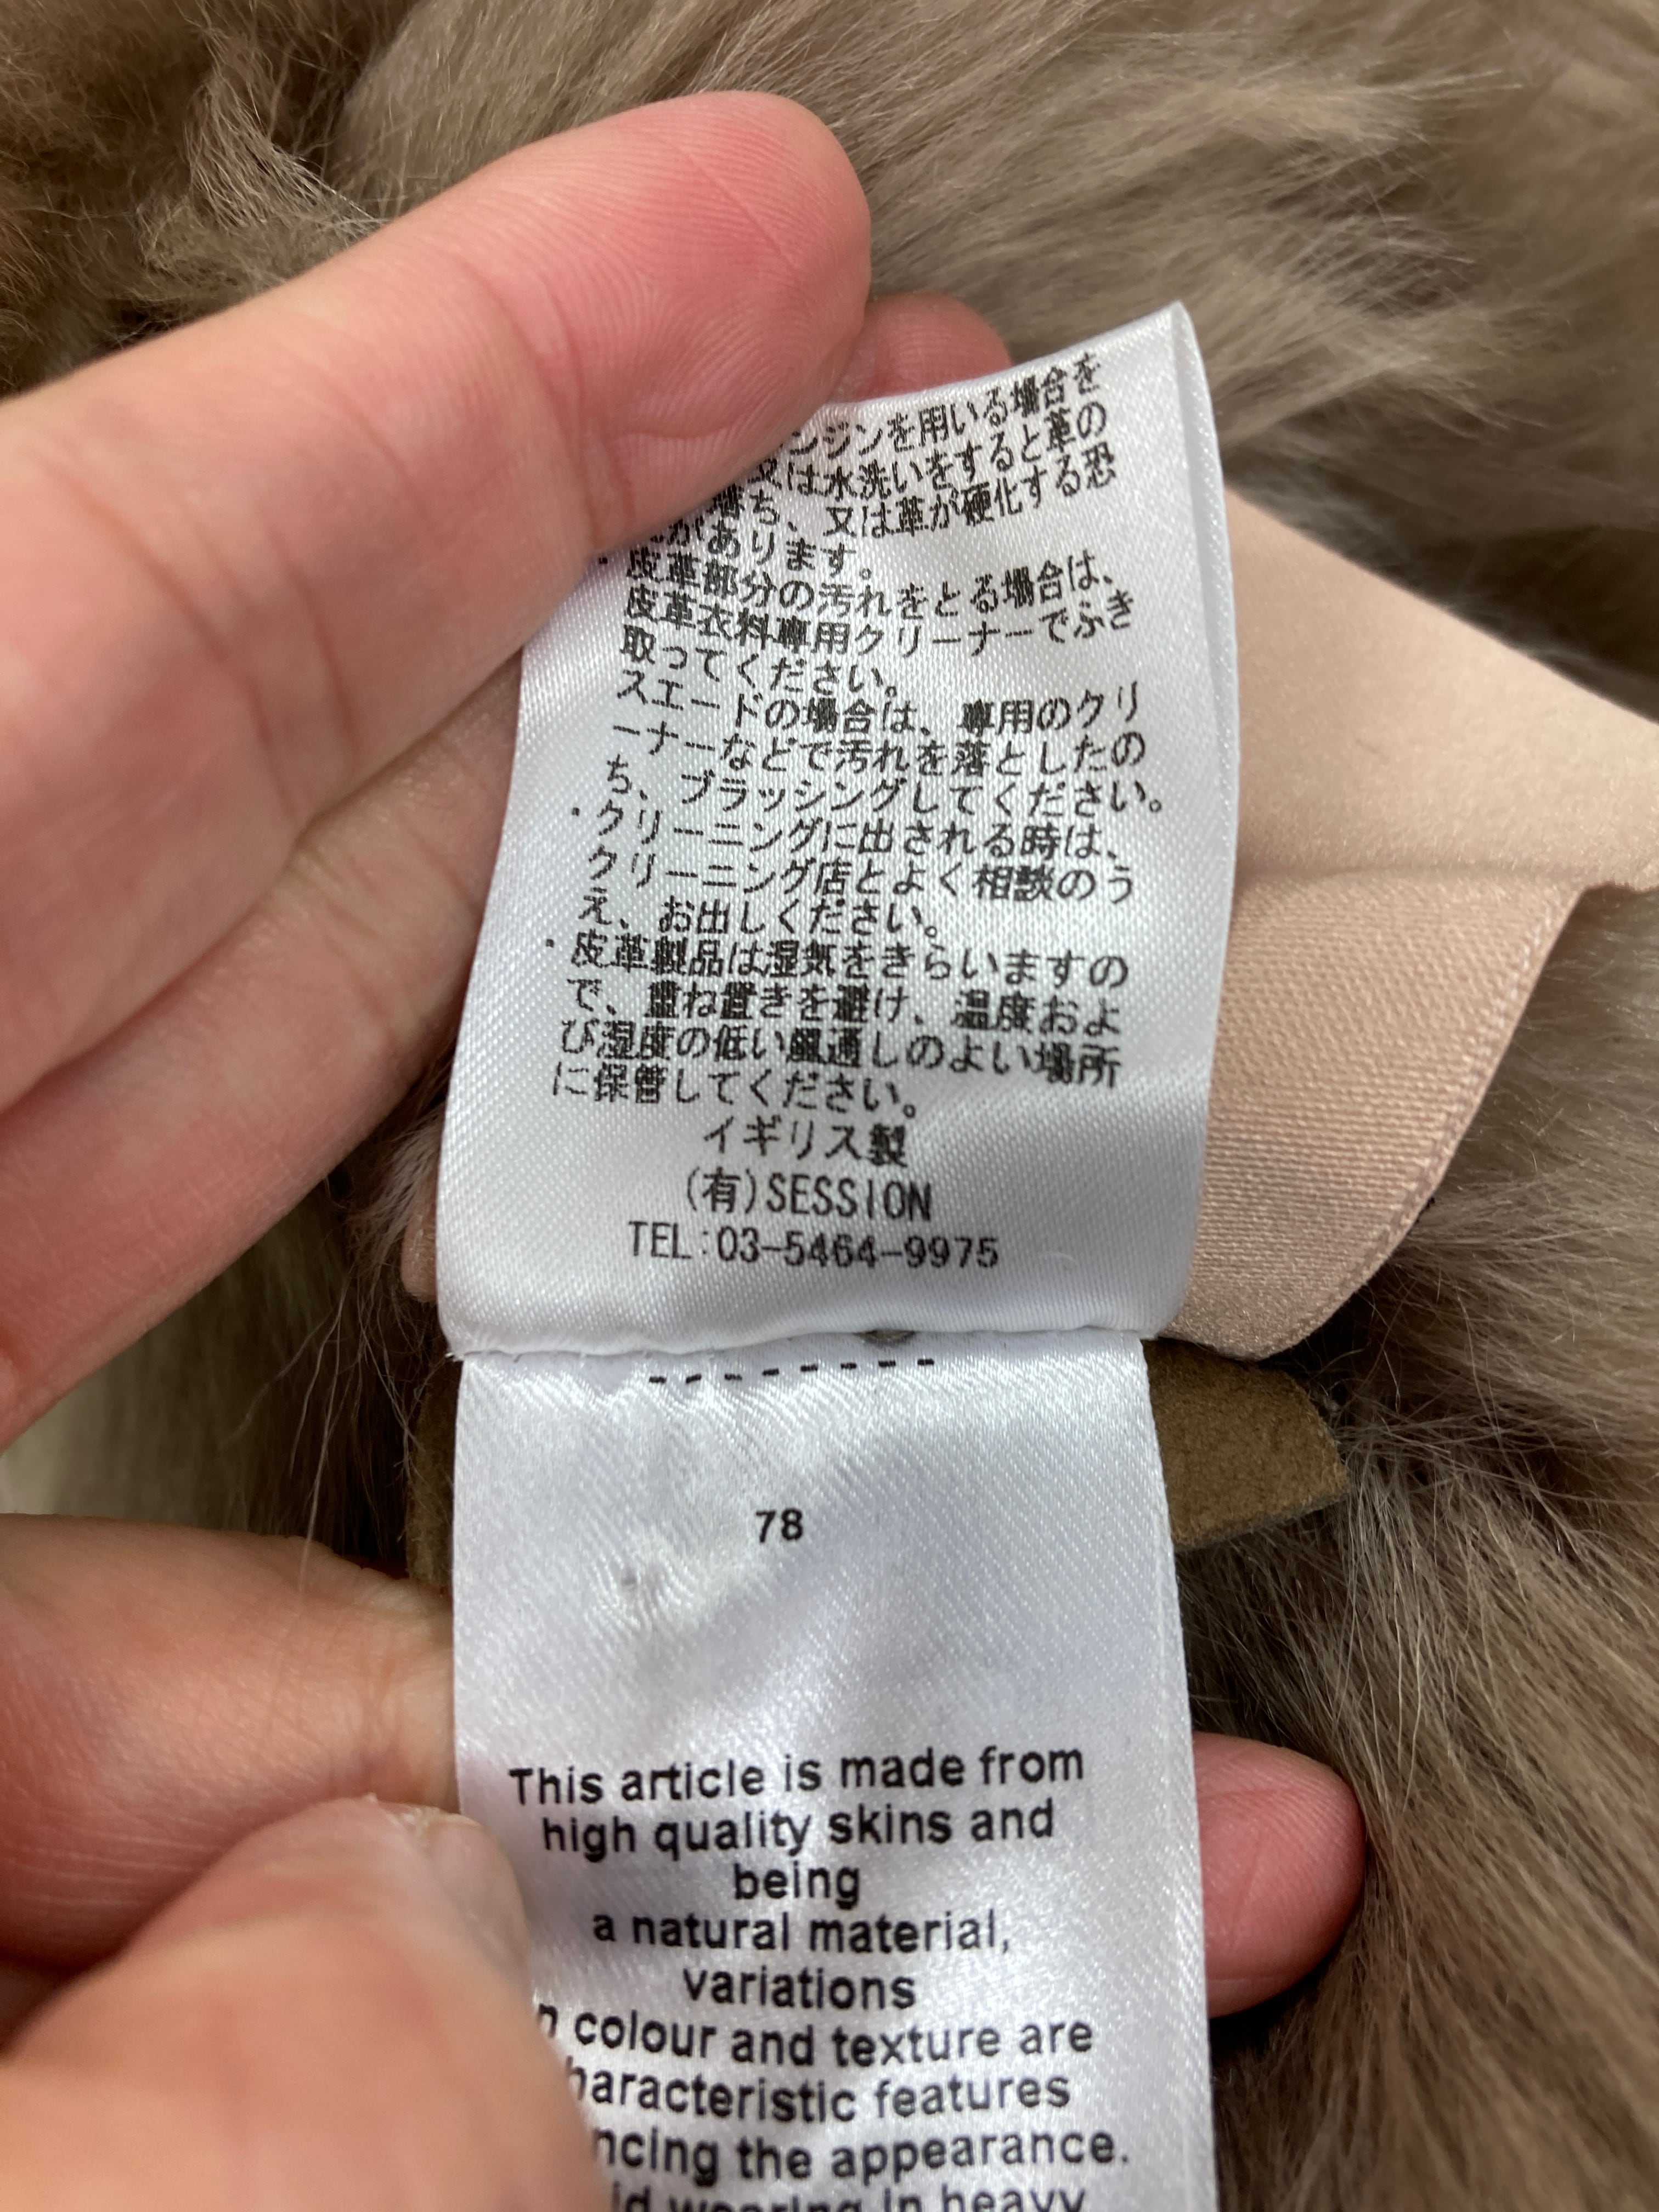 ンジンを用いる場合を
又は水洗いをすると革の
落ち、又は革が硬化する恐
があります。
・皮革部分の汚れをとる場合は、
皮革衣料専用クリーナーでふき
取ってください。
スエードの場合は、専用のクリ
ーナーなどで汚れを落としたの
ち、ブラッシングしてください。
・クリーニングに出される時は、
クリーニング店とよく相談のう
え、お出しください。
・皮革製品は湿気をきらいますの
で、重ね置きを避け、温度およ
び湿度の低い風通しのよい場所
に保管してください。
イギリス製
(有)SESSION
TEL:03-5464-9975
78
This article is made from
high quality skins and
being
a natural material,
variations
colour and texture are
haracteristic features
ncing the appearance.
wearing in heavy